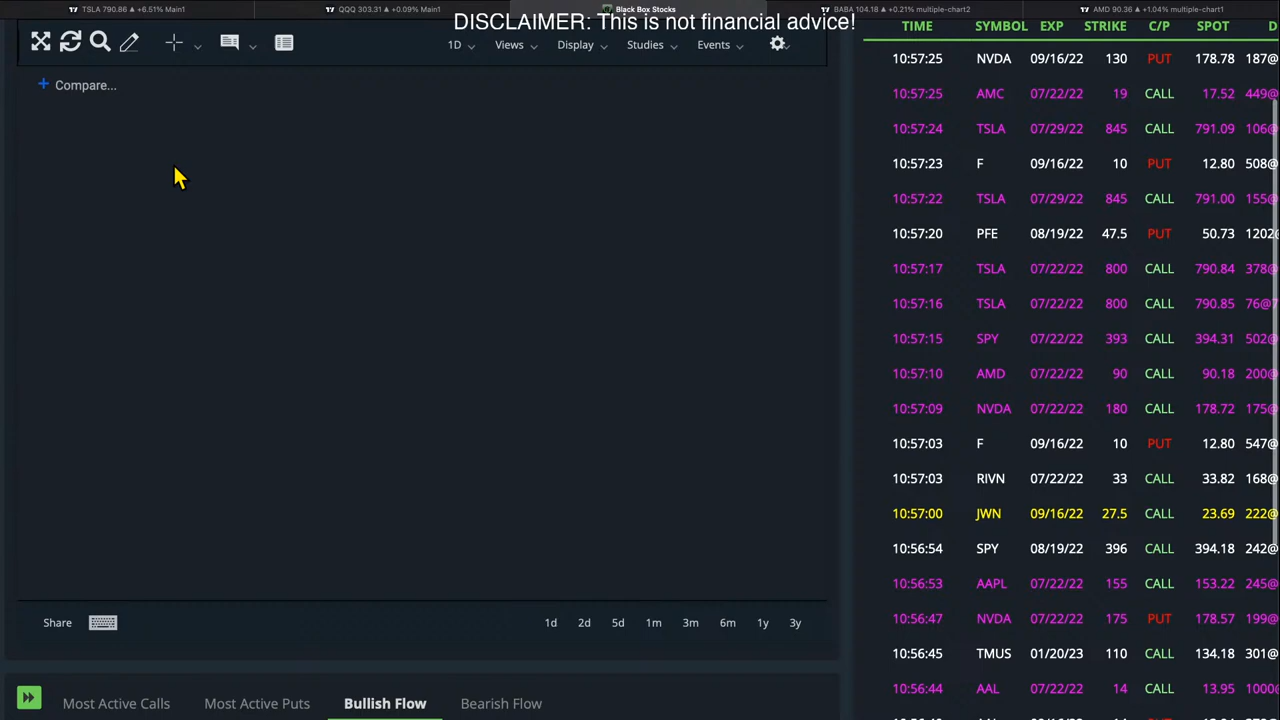 TSLA 790.86 ▲ +6.51% Main1
QQQ 303.31 ▲ +0.09% Main1
Black Box Stocks
BABA 104.18 ▲ +0.21% multiple-chart2
AMD 90.36 ▲ +1.04% multiple-chart1
DISCLAIMER: This is not financial advice!
1D Views Display Studies Events
+ Compare...
TIME SYMBOL EXP STRIKE C/P SPOT D
10:57:25 NVDA 09/16/22 130 PUT 178.78 187@
10:57:25 AMC 07/22/22 19 CALL 17.52 449@
10:57:24 TSLA 07/29/22 845 CALL 791.09 106@
10:57:23 F 09/16/22 10 PUT 12.80 508@
10:57:22 TSLA 07/29/22 845 CALL 791.00 155@
10:57:20 PFE 08/19/22 47.5 PUT 50.73 1202
10:57:17 TSLA 07/22/22 800 CALL 790.84 378@
10:57:16 TSLA 07/22/22 800 CALL 790.85 76@
10:57:15 SPY 07/22/22 393 CALL 394.31 502@
10:57:10 AMD 07/22/22 90 CALL 90.18 200@
10:57:09 NVDA 07/22/22 180 CALL 178.72 175@
10:57:03 F 09/16/22 10 PUT 12.80 547@
10:57:03 RIVN 07/22/22 33 CALL 33.82 168@
10:57:00 JWN 09/16/22 27.5 CALL 23.69 222@
10:56:54 SPY 08/19/22 396 CALL 394.18 242@
10:56:53 AAPL 07/22/22 155 CALL 153.22 245@
10:56:47 NVDA 07/22/22 175 PUT 178.57 199@
10:56:45 TMUS 01/20/23 110 CALL 134.18 301@
10:56:44 AAL 07/22/22 14 CALL 13.95 1000
Share
1d 2d 5d 1m 3m 6m 1y 3y
Most Active Calls Most Active Puts Bullish Flow Bearish Flow